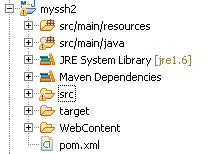 myssh2
src/main/resources
src/main/java
JRE System Library [jre1.6]
Maven Dependencies
src
target
WebContent
pom.xml